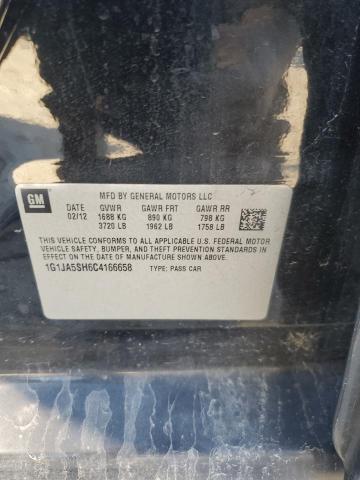 GM
MFD BY GENERAL MOTORS LLC
DATE GVWR GAWR FRT GAWR RR
02/12 1688 KG 890 KG 798 KG
3720 LB 1962 LB 1758 LB
THIS VEHICLE CONFORMS TO ALL APPLICABLE U.S. FEDERAL MOTOR
VEHICLE SAFETY, BUMPER, AND THEFT PREVENTION STANDARDS IN
EFFECT ON THE DATE OF MANUFACTURE SHOWN ABOVE.
1G1JA5SH6C4166658 TYPE: PASS CAR